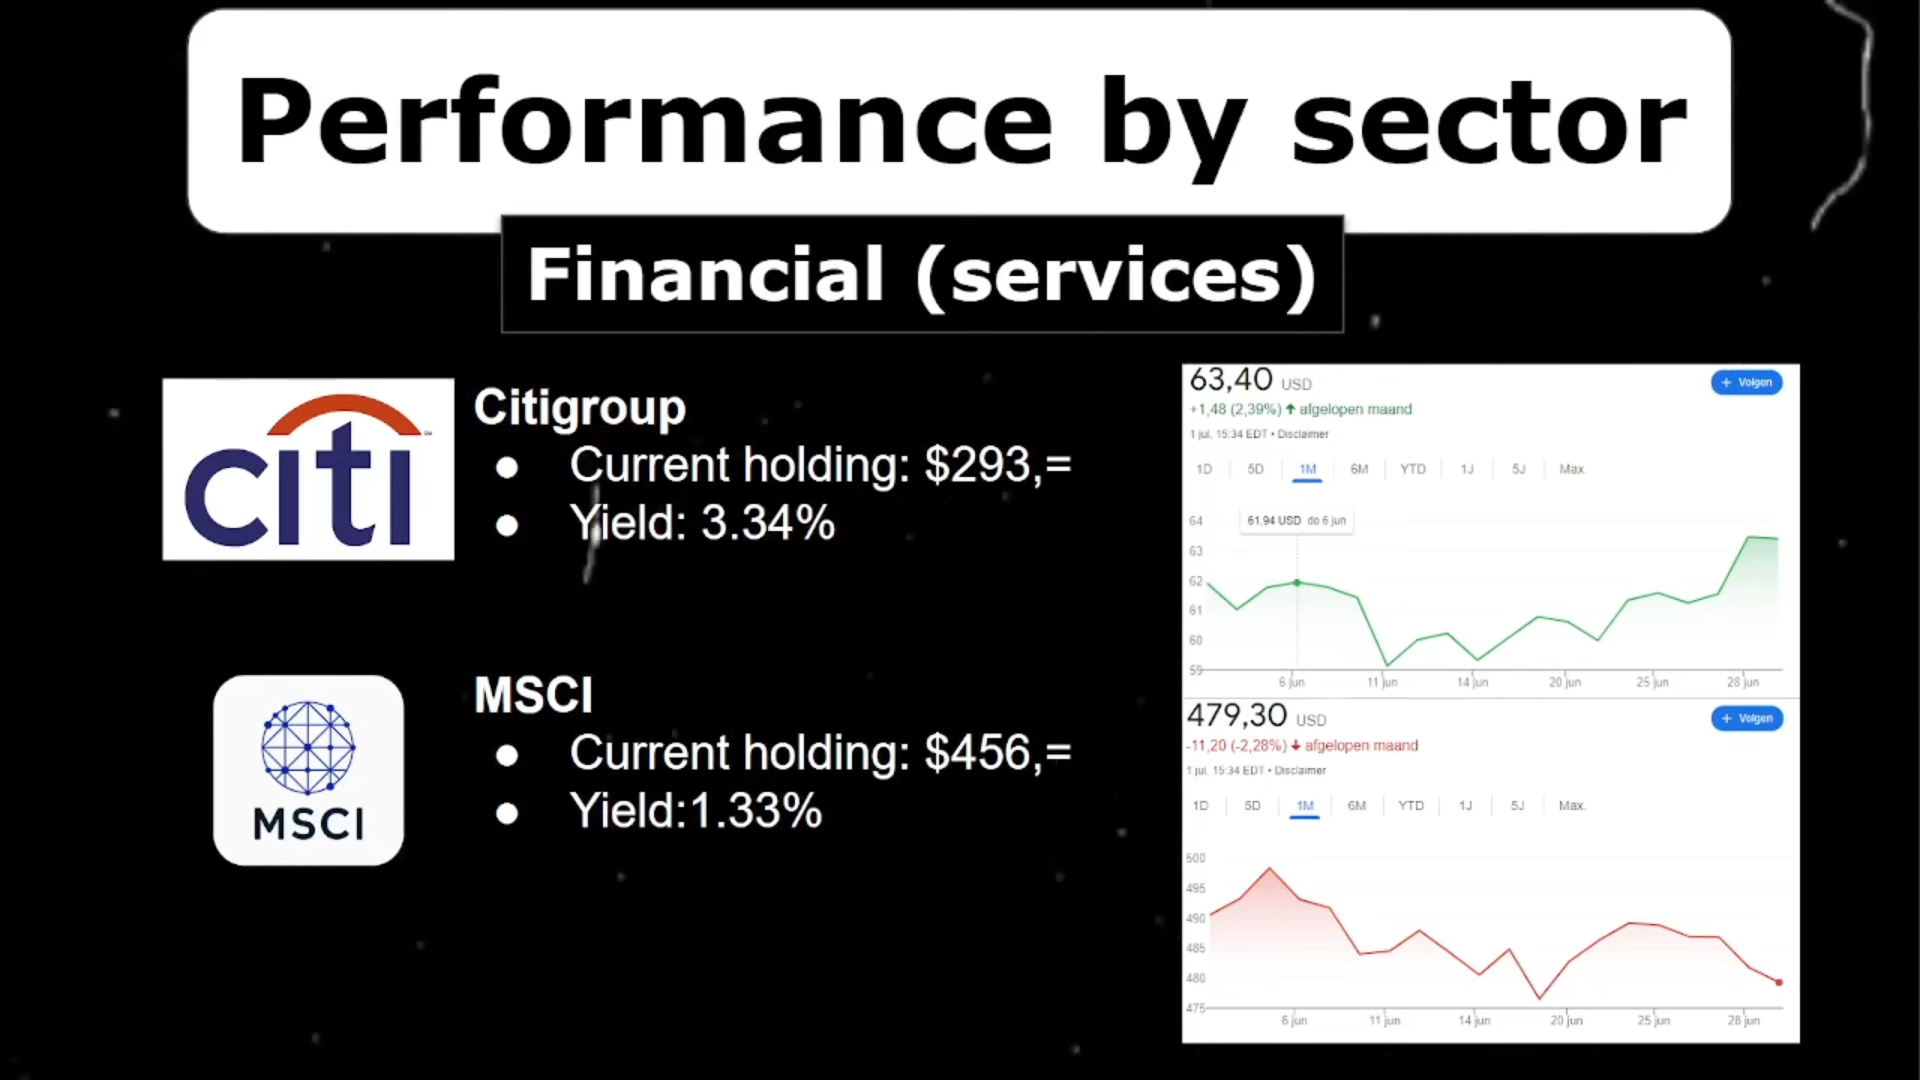 Performance by sector
Financial (services)
citi
Citigroup
● Current holding: $293,=
● Yield: 3.34%
MSCI
MSCI
● Current holding: $456,=
● Yield:1.33%
63,40 USD
+ Volgen
+1,48 (2,39%) ↑ afgelopen maand
1 jul, 15:34 EDT • Disclaimer
1D 5D 1M 6M YTD 1J 5J Max.
64
61,94 USD do 6 jun
63
62
61
60
59
6 jun 11 jun 14 jun 20 jun 25 jun 28 jun
479,30 USD
+ Volgen
-11,20 (-2,28%) ↓ afgelopen maand
1 jul, 15:34 EDT • Disclaimer
1D 5D 1M 6M YTD 1J 5J Max.
500
495
490
485
480
475
6 jun 11 jun 14 jun 20 jun 25 jun 28 jun